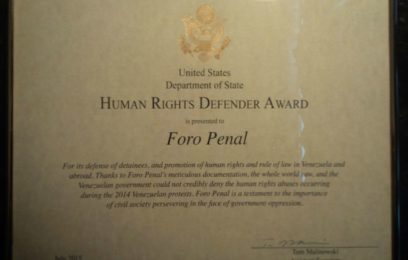 United States
Department of State
HUMAN RIGHTS DEFENDER AWARD
is presented to
Foro Penal
For its defense of detainees, and promotion of human rights and rule of law in Venezuela and
abroad. Thanks to Foro Penal's meticulous documentation, the whole world saw, and the
Venezuelan government could not credibly deny the human rights abuses occurring
during the 2014 Venezuelan protests. Foro Penal is a testament to the importance
of civil society persevering in the face of government oppression.
Tom Malinowski